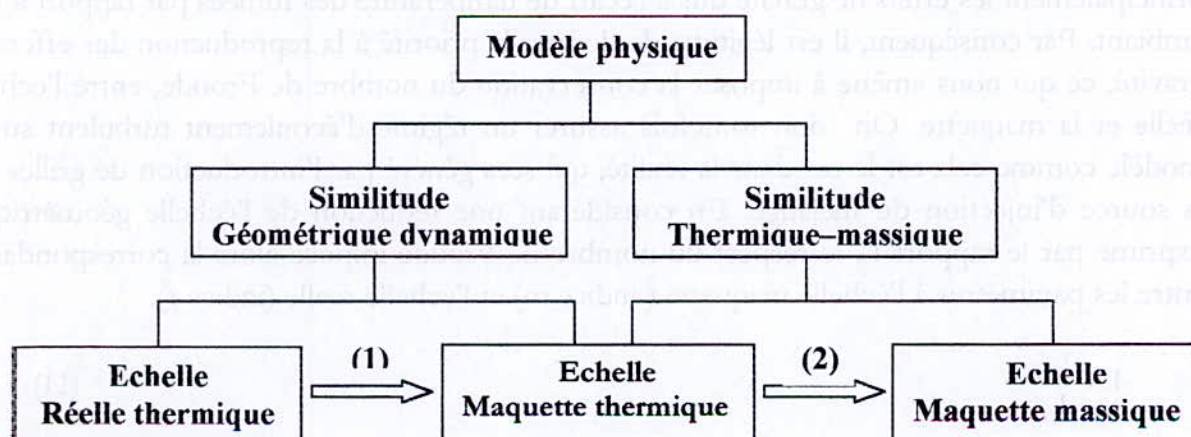 Modèle physique
Similitude
Géométrique dynamique
Similitude
Thermique–massique
Echelle
Réelle thermique
(1)
Echelle
Maquette thermique
(2)
Echelle
Maquette massique